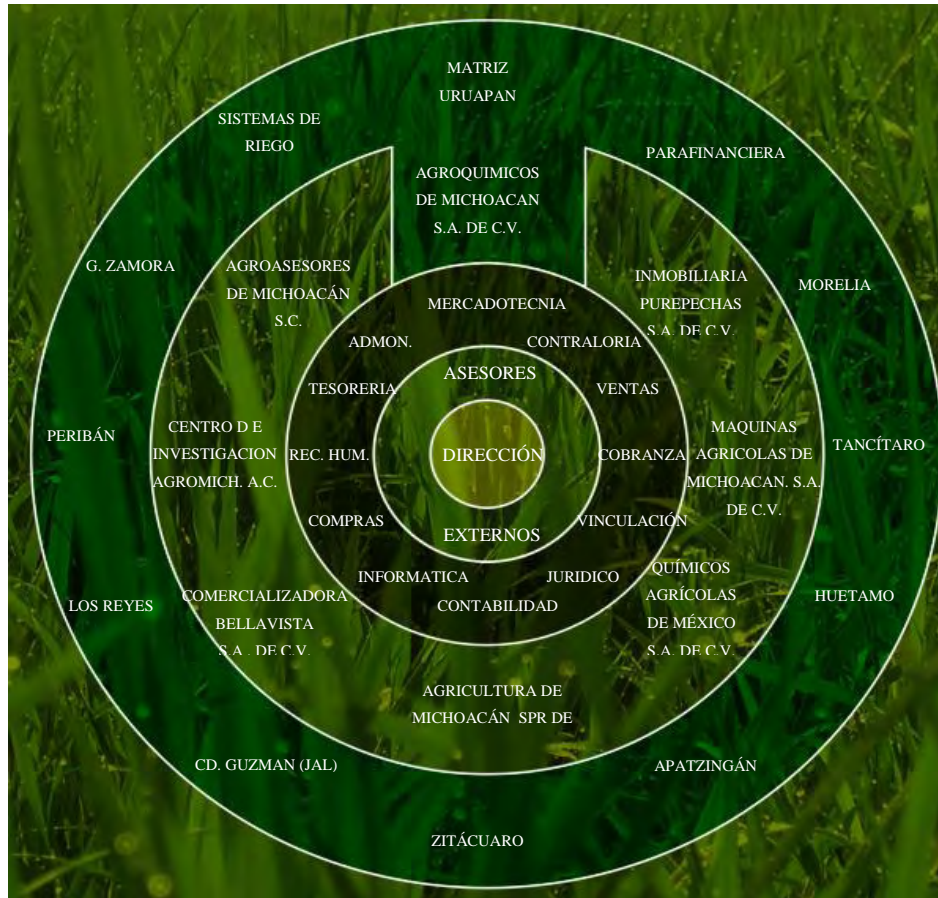 MATRIZ
URUAPAN
SISTEMAS DE
RIEGO
PARAFINANCIERA
AGROQUIMICOS
DE MICHOACAN
S.A. DE C.V.
G. ZAMORA
AGROASESORES
DE MICHOACÁN
S.C.
INMOBILIARIA
PUREPECHAS
S.A. DE C.V.
MORELIA
MERCADOTECNIA
ADMON.
CONTRALORIA
ASESORES
TESORERIA
VENTAS
PERIBÁN
CENTRO D E
INVESTIGACION
AGROMICH. A.C.
REC. HUM.
DIRECCIÓN
COBRANZA
MAQUINAS
AGRICOLAS DE
MICHOACAN. S.A.
DE C.V.
TANCÍTARO
COMPRAS
EXTERNOS
VINCULACIÓN
INFORMATICA
JURIDICO
CONTABILIDAD
QUÍMICOS
AGRÍCOLAS
DE MÉXICO
S.A. DE C.V.
LOS REYES
COMERCIALIZADORA
BELLAVISTA
S.A . DE C.V.
HUETAMO
AGRICULTURA DE
MICHOACÁN  SPR DE
CD. GUZMAN (JAL)
APATZINGÁN
ZITÁCUARO